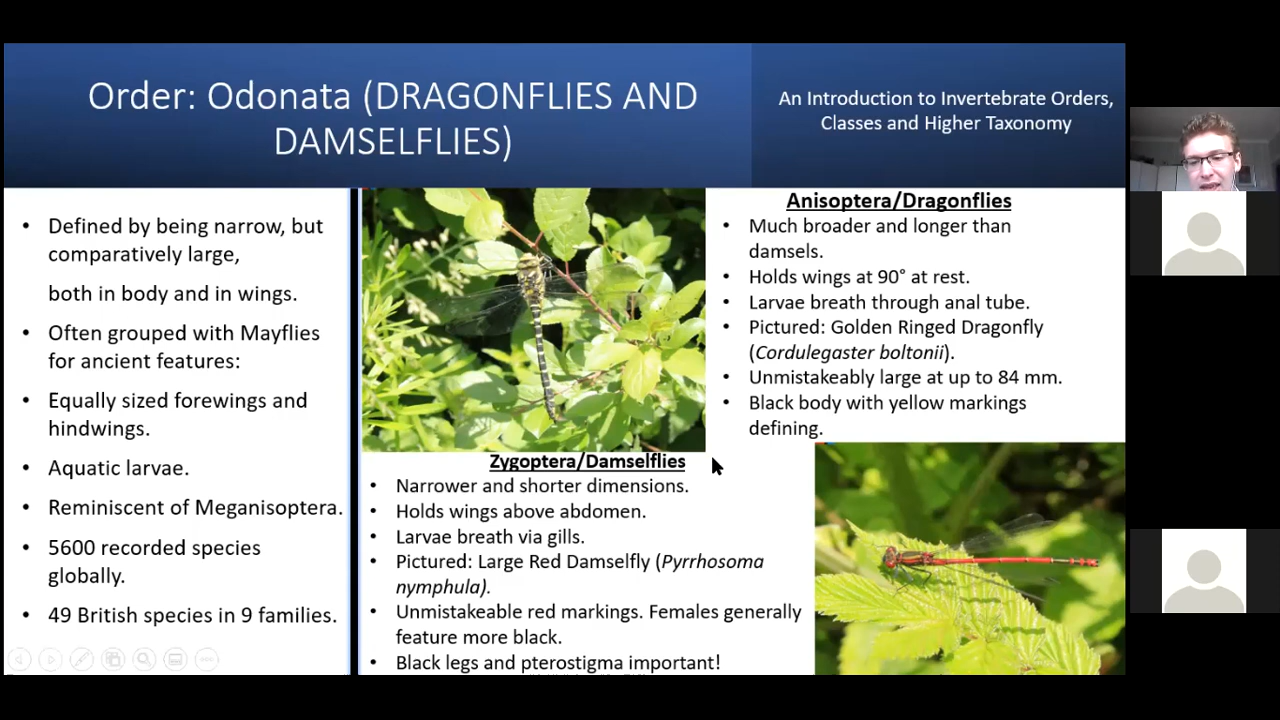 Order: Odonata (DRAGONFLIES AND
DAMSELFLIES)
An Introduction to Invertebrate Orders,
Classes and Higher Taxonomy
• Defined by being narrow, but
comparatively large,
both in body and in wings.
• Often grouped with Mayflies
for ancient features:
• Equally sized forewings and
hindwings.
• Aquatic larvae.
• Reminiscent of Meganisoptera.
• 5600 recorded species
globally.
• 49 British species in 9 families.
Anisoptera/Dragonflies
• Much broader and longer than
damsels.
• Holds wings at 90° at rest.
• Larvae breath through anal tube.
• Pictured: Golden Ringed Dragonfly
(Cordulegaster boltonii).
• Unmistakeably large at up to 84 mm.
• Black body with yellow markings
defining.
Zygoptera/Damselflies
• Narrower and shorter dimensions.
• Holds wings above abdomen.
• Larvae breath via gills.
• Pictured: Large Red Damselfly (Pyrrhosoma
nymphula).
• Unmistakeable red markings. Females generally
feature more black.
• Black legs and pterostigma important!